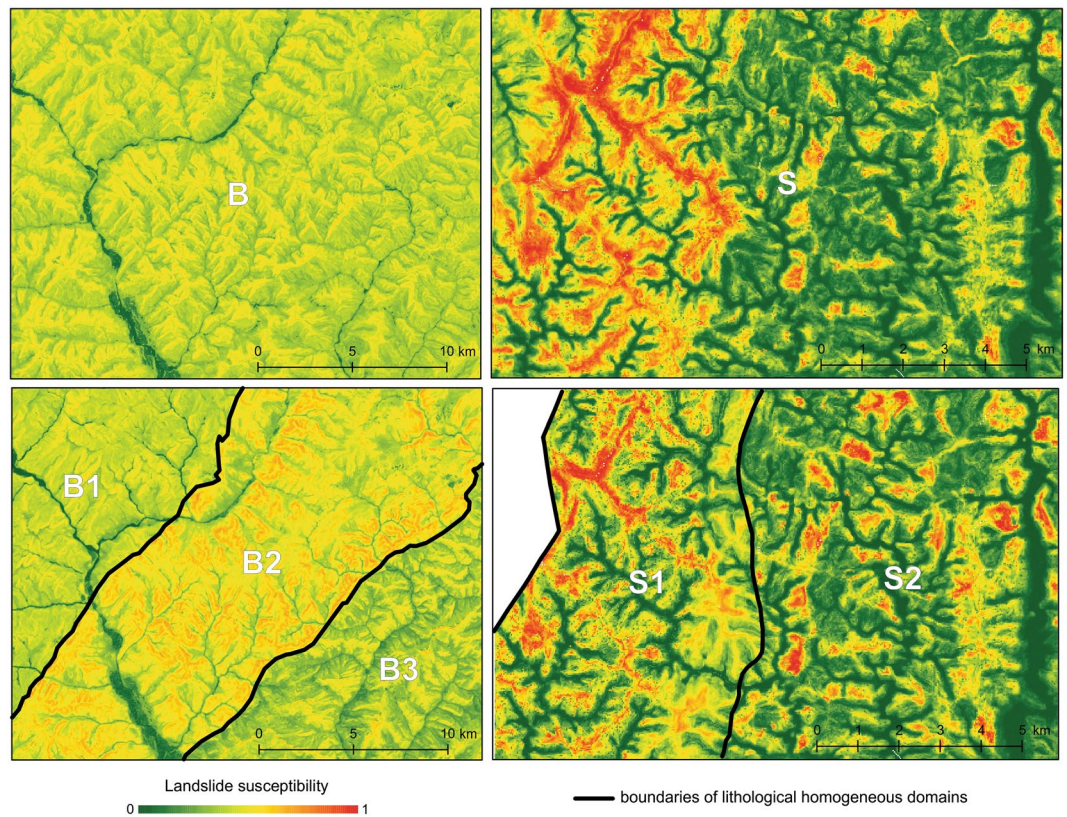 B
S
0 5 10 km
0 1 2 3 4 5 km
B1
B2
B3
S1
S2
0 5 10 km
0 1 2 3 4 5 km
Landslide susceptibility
0 1
boundaries of lithological homogeneous domains